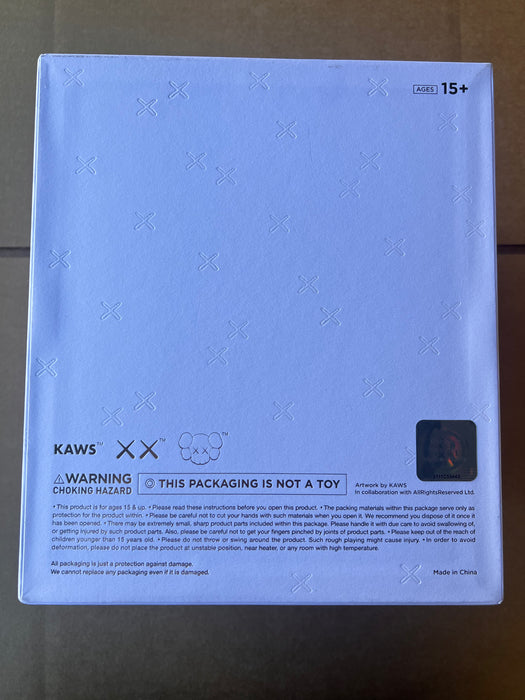 AGES 15+
KAWS™ XX™ ™
⚠WARNING
CHOKING HAZARD
THIS PACKAGING IS NOT A TOY
Artwork by KAWS
In collaboration with AllRightsReserved Ltd.
• This product is for ages 15 & up. • Please read these instructions before you open this product. • The packing materials within this package serve only as
protection for the product within. • Please be careful not to cut your hands with such materials when you open it. We recommend you dispose of it once it
has been opened. • There may be extremely small, sharp product parts included within this package. Please handle it with due care to avoid swallowing of,
or getting injured by such product parts. Also, please be careful not to get your fingers pinched by joints of product parts. • Please keep out of the reach of
children younger than 15 years old. • Please do not throw or swing around the product. Such rough playing might cause injury. • In order to avoid
deformation, please do not place the product at unstable position, near heater, or any room with high temperature.
All packaging is just a protection against damage.
We cannot replace any packaging even if it is damaged.
Made in China